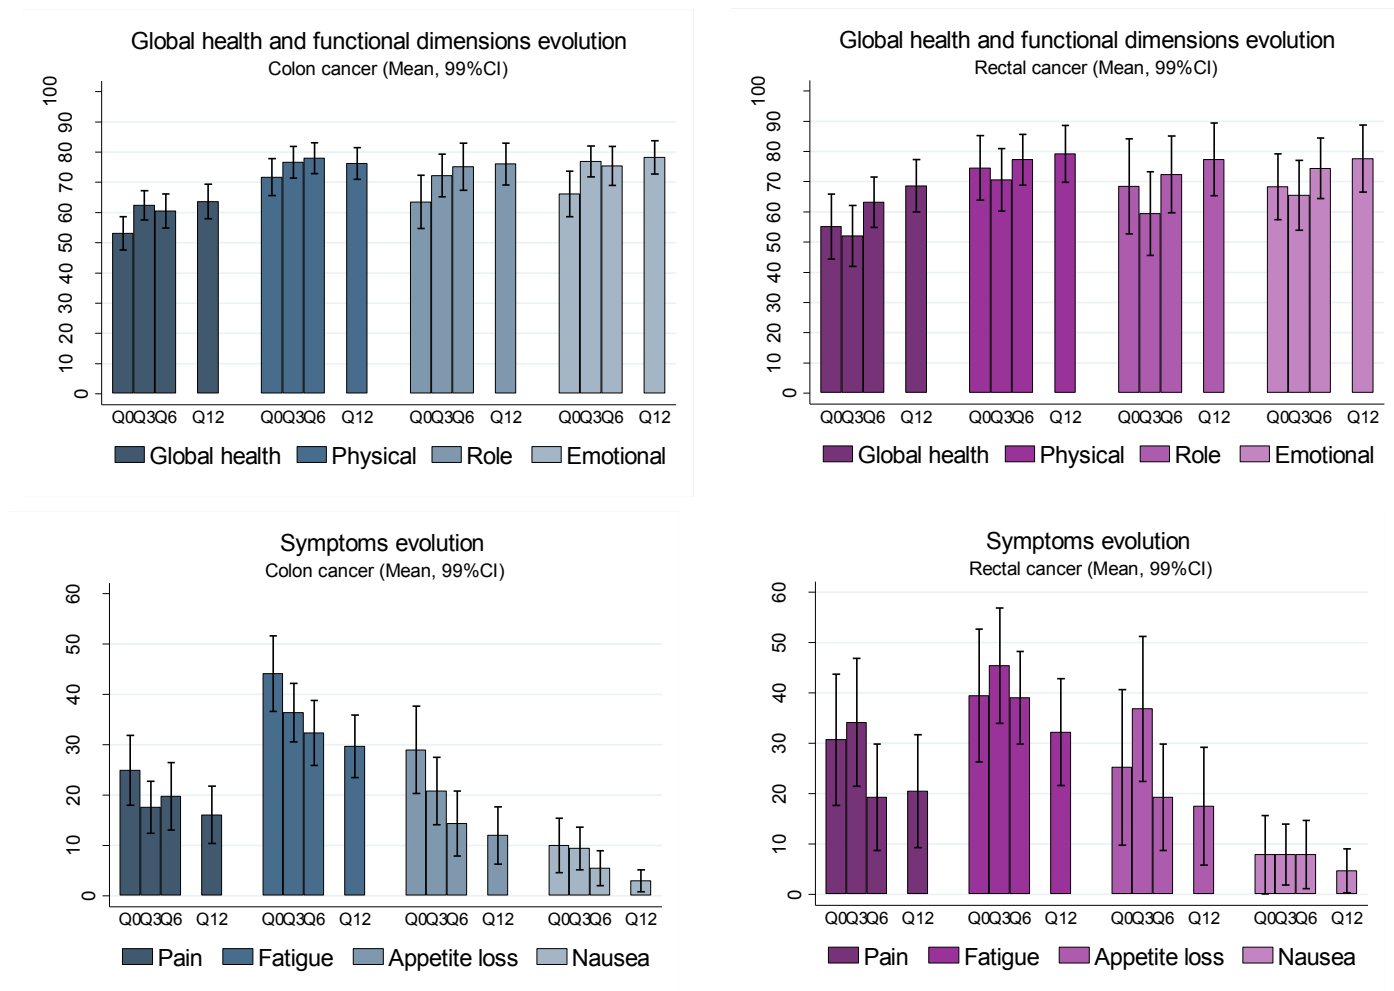 Global health and functional dimensions evolution
Colon cancer (Mean, 99%CI)
100
90
80
70
60
50
40
30
20
10
0
Q0Q3Q6 Q12 Q0Q3Q6 Q12 Q0Q3Q6 Q12 Q0Q3Q6 Q12
Global health Physical Role Emotional
Global health and functional dimensions evolution
Rectal cancer (Mean, 99%CI)
100
90
80
70
60
50
40
30
20
10
0
Q0Q3Q6 Q12 Q0Q3Q6 Q12 Q0Q3Q6 Q12 Q0Q3Q6 Q12
Global health Physical Role Emotional
Symptoms evolution
Colon cancer (Mean, 99%CI)
60
50
40
30
20
10
0
Q0Q3Q6 Q12 Q0Q3Q6 Q12 Q0Q3Q6 Q12 Q0Q3Q6 Q12
Pain Fatigue Appetite loss Nausea
Symptoms evolution
Rectal cancer (Mean, 99%CI)
60
50
40
30
20
10
0
Q0Q3Q6 Q12 Q0Q3Q6 Q12 Q0Q3Q6 Q12 Q0Q3Q6 Q12
Pain Fatigue Appetite loss Nausea